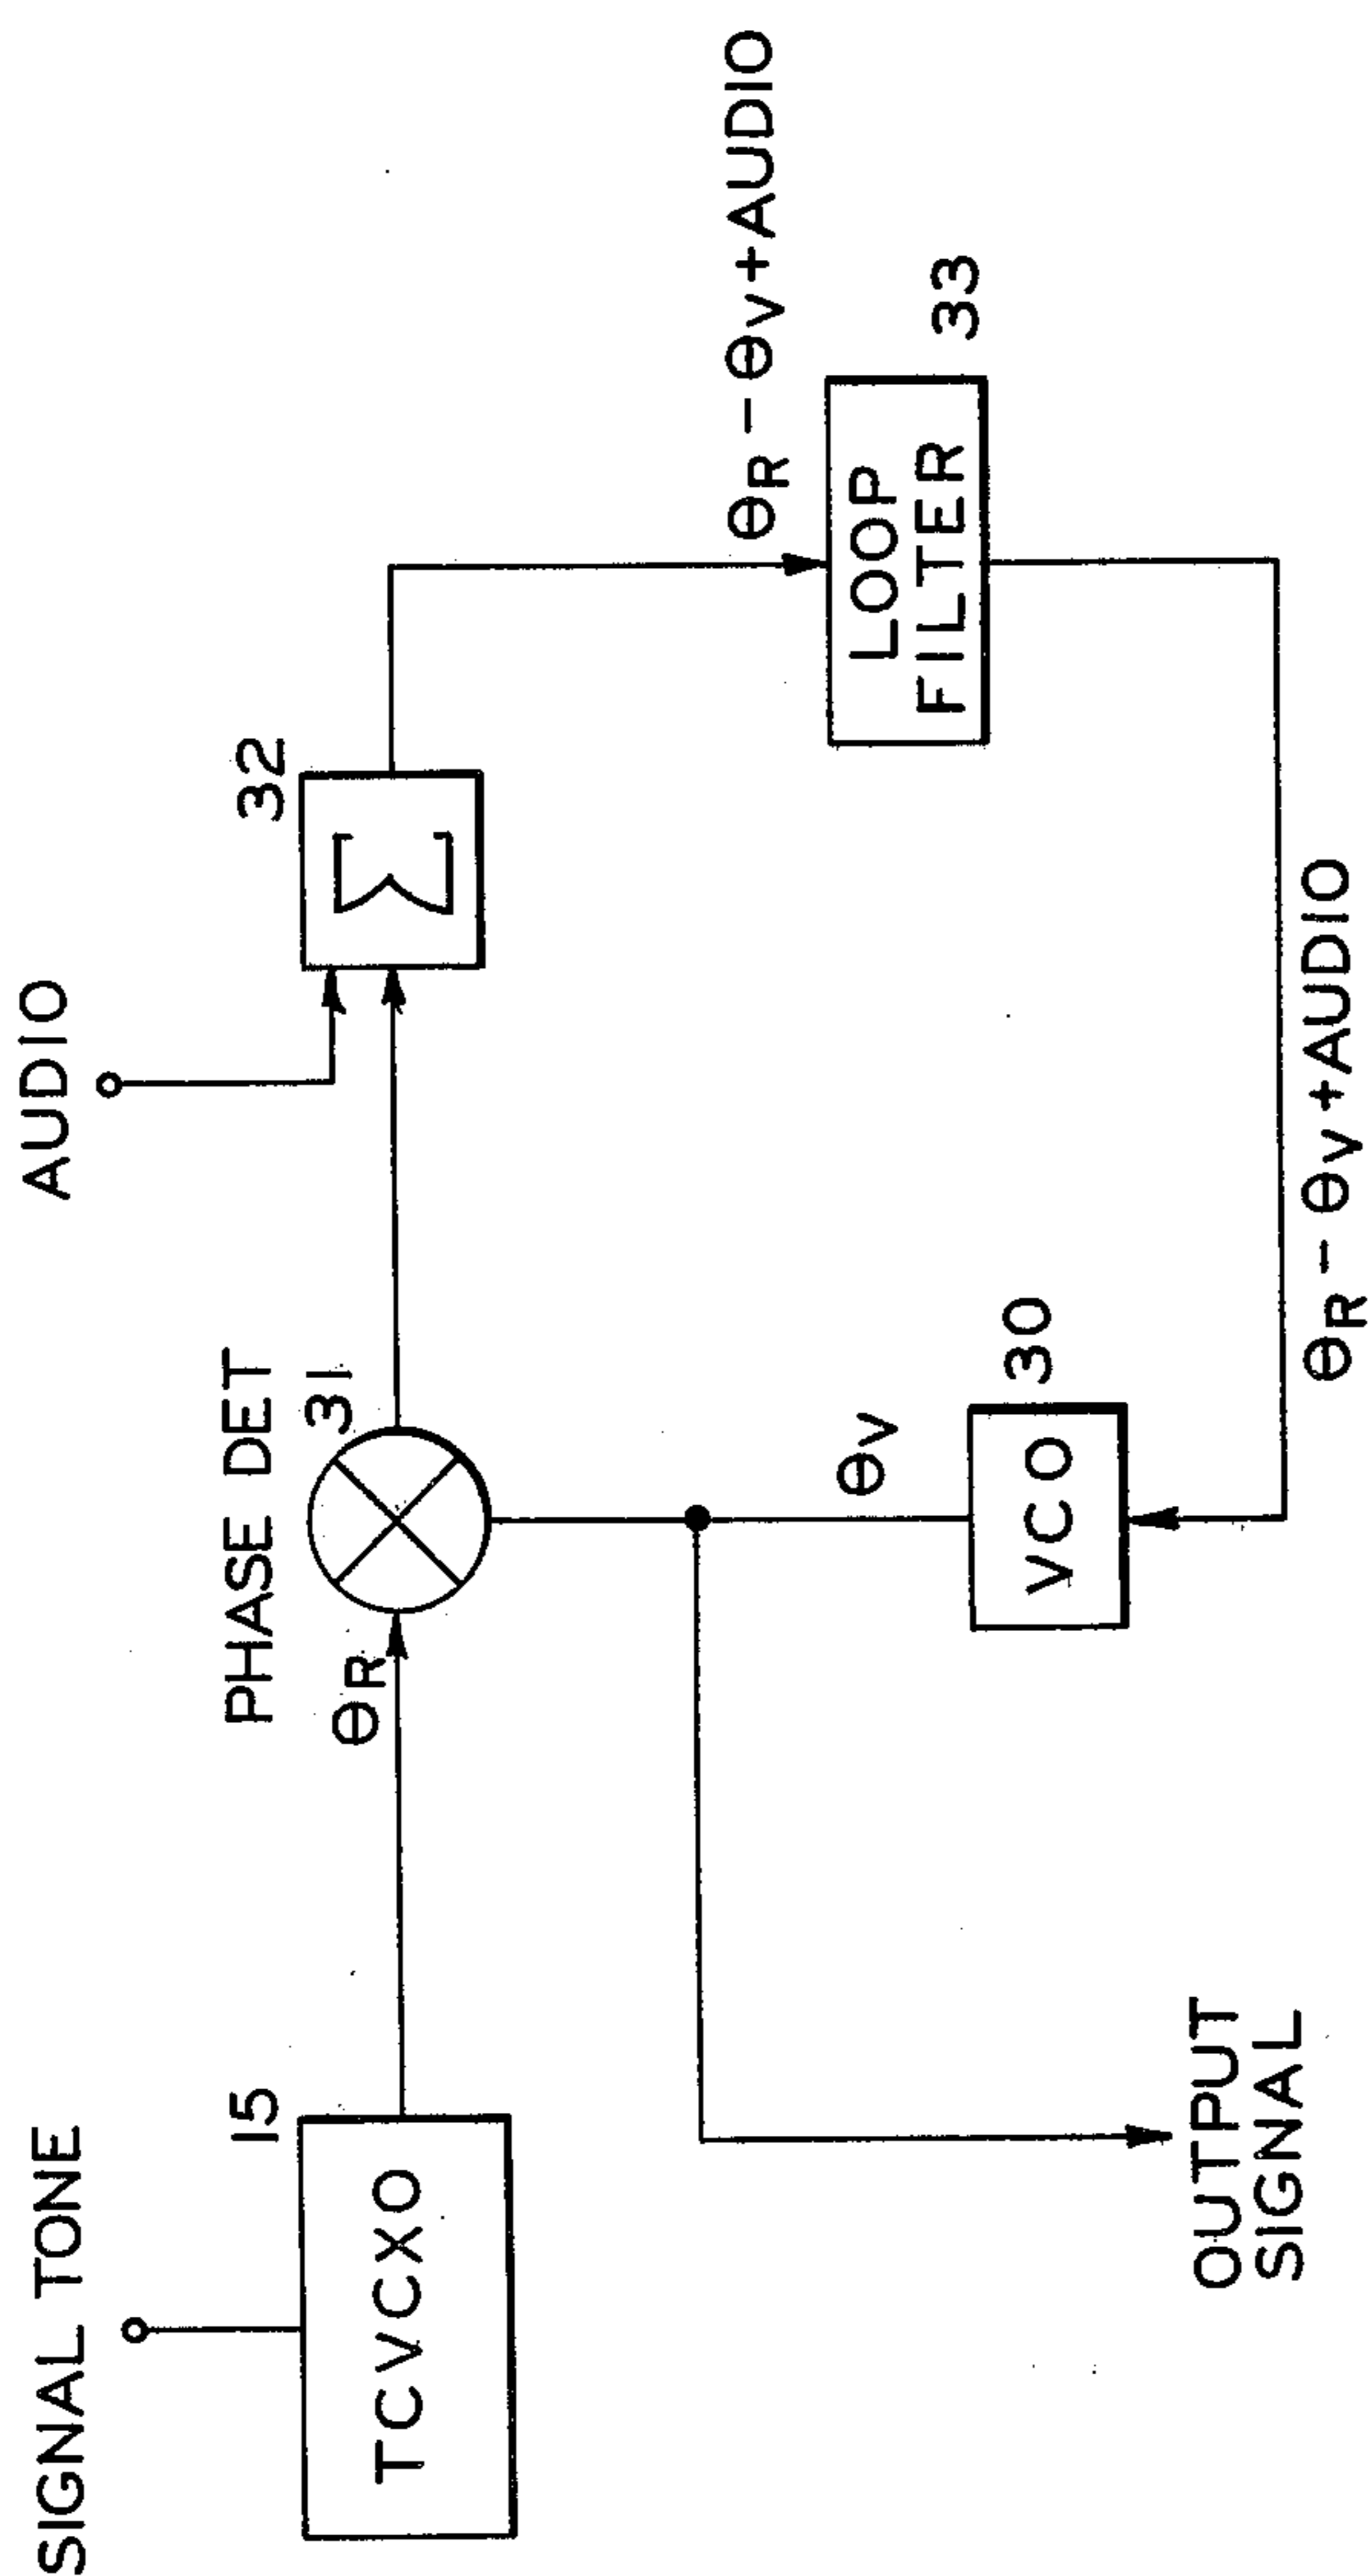 SIGNAL TONE
AUDIO
15
TCVCXO
PHASE DET
31
θR
32
Σ
θR - θV + AUDIO
LOOP
FILTER
33
θV
VCO
30
OUTPUT
SIGNAL
θR - θV + AUDIO